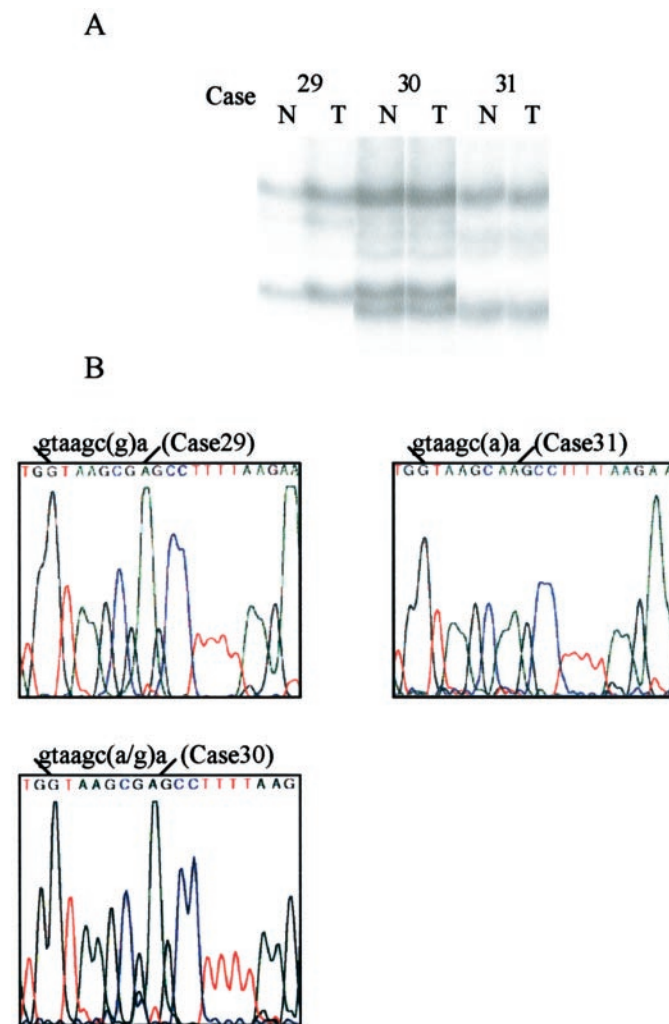 A
Case 29 30 31
N T N T N T
B
gtaagc(g)a (Case29)
TGGTAAGCGAGCCTTTTAAGAA
gtaagc(a)a (Case31)
TGGTAAGCAAGCCTTTTAAGAA
gtaagc(a/g)a (Case30)
TGGTAAGCGAGCCTTTTAAG